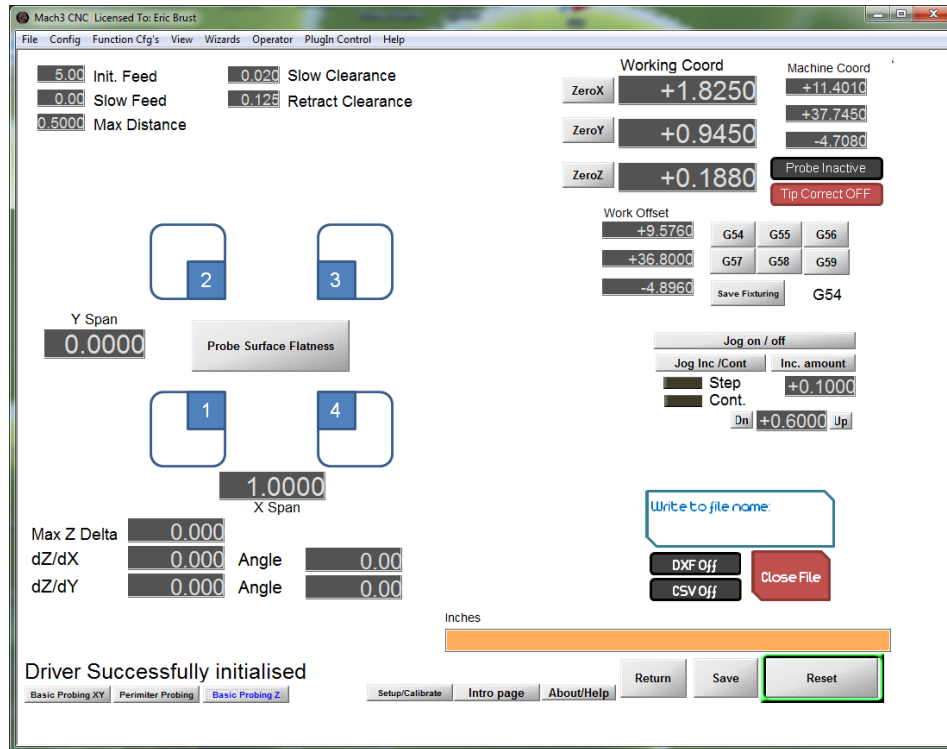 Mach3 CNC Licensed To: Eric Brust
File Config Function Cfg's View Wizards Operator PlugIn Control Help
5.00 Init. Feed 0.020 Slow Clearance
0.00 Slow Feed 0.125 Retract Clearance
0.5000 Max Distance
Working Coord Machine Coord
ZeroX +1.8250 +11.4010
ZeroY +0.9450 +37.7450
ZeroZ +0.1880 -4.7080
Probe Inactive
Tip Correct OFF
Work Offset
+9.5760 G54 G55 G56
+36.8000 G57 G58 G59
-4.8960 Save Fixturing G54
2 3
Y Span
0.0000 Probe Surface Flatness
1 4
1.0000
X Span
Jog on / off
Jog Inc /Cont Inc. amount
Step +0.1000
Cont.
Dn +0.6000 Up
Max Z Delta 0.000
dZ/dX 0.000 Angle 0.00
dZ/dY 0.000 Angle 0.00
Write to file name:
DXF Off
CSV Off
Close File
Inches
Driver Successfully initialised
Basic Probing XY Perimiter Probing Basic Probing Z
Setup/Calibrate Intro page About/Help Return Save Reset